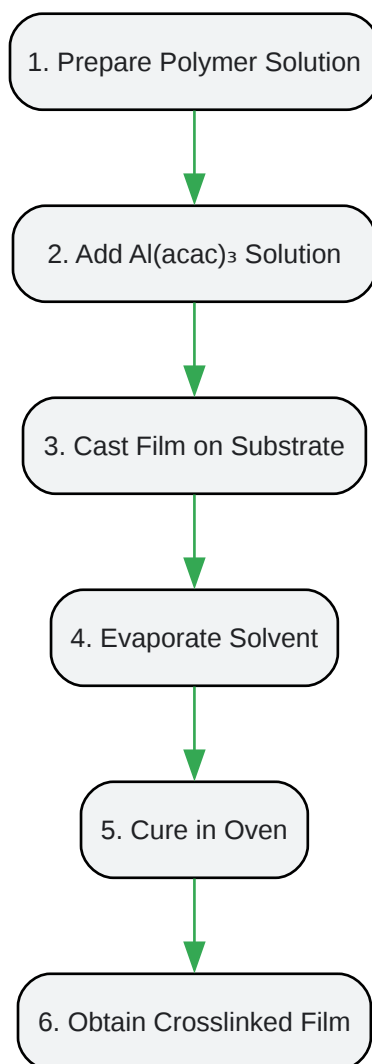 1. Prepare Polymer Solution
2. Add Al(acac)₃ Solution
3. Cast Film on Substrate
4. Evaporate Solvent
5. Cure in Oven
6. Obtain Crosslinked Film